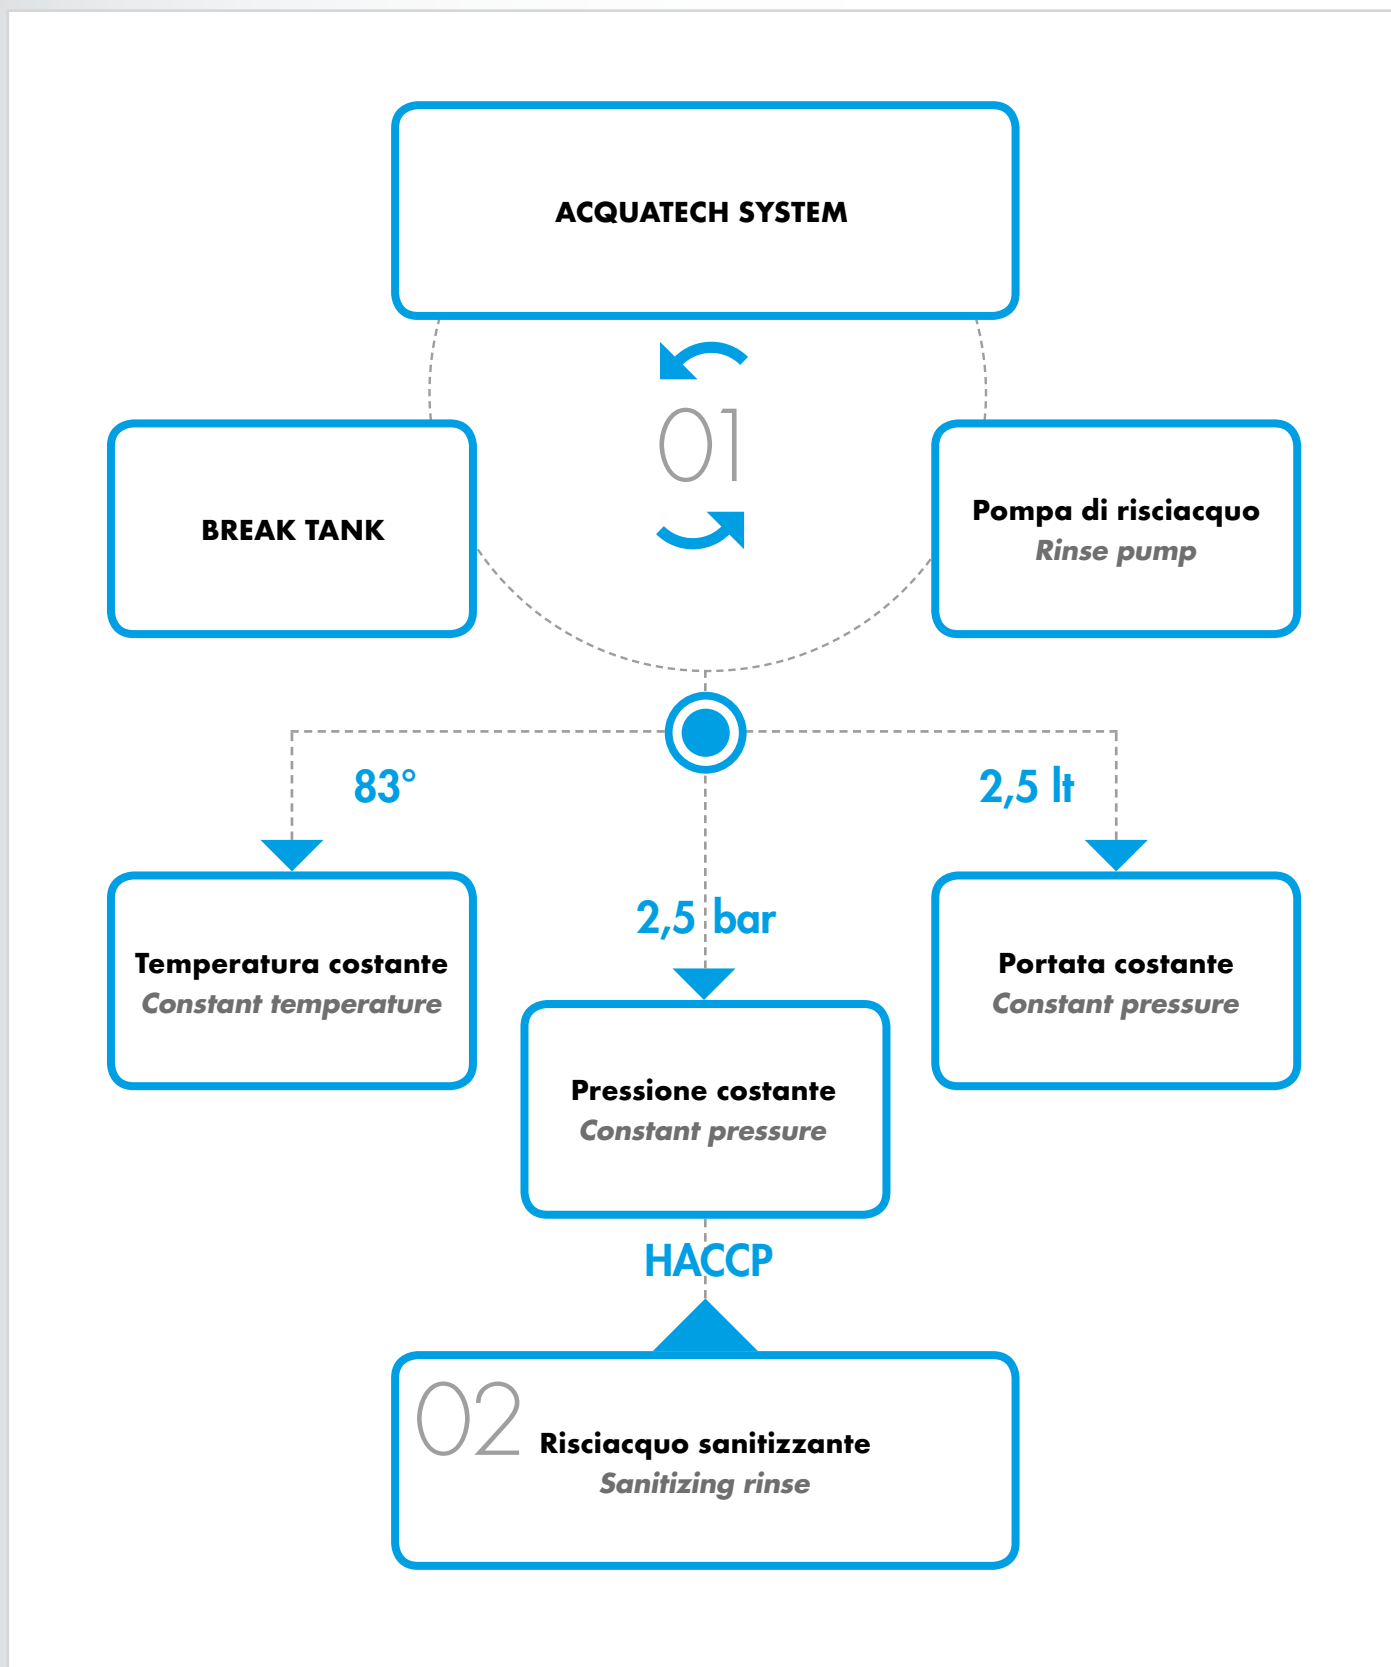 ACQUATECH SYSTEM
01
BREAK TANK
Pompa di risciacquo
Rinse pump
83°
2,5 lt
2,5 bar
Temperatura costante
Constant temperature
Portata costante
Constant pressure
Pressione costante
Constant pressure
HACCP
02
Risciacquo sanitizzante
Sanitizing rinse